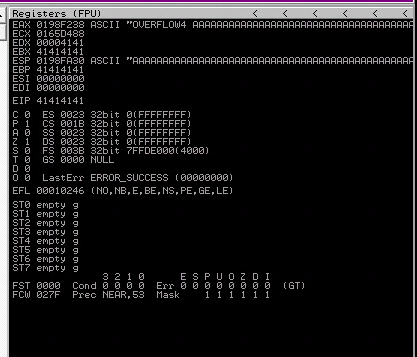 Registers (FPU) < < < < <
EAX 0198F238 ASCII "OVERFLOW4 AAAAAAAAAAAAAAAAAAAAAAAAAAAAAAAAAA
ECX 0165D488
EDX 00004141
EBX 41414141
ESP 0198FA30 ASCII "AAAAAAAAAAAAAAAAAAAAAAAAAAAAAAAAAAAAAAAAAAAA
EBP 41414141
ESI 00000000
EDI 00000000
EIP 41414141
C 0 ES 0023 32bit 0(FFFFFFFF)
P 1 CS 001B 32bit 0(FFFFFFFF)
A 0 SS 0023 32bit 0(FFFFFFFF)
Z 1 DS 0023 32bit 0(FFFFFFFF)
S 0 FS 003B 32bit 7FFDE000(4000)
T 0 GS 0000 NULL
D 0
O 0 LastErr ERROR_SUCCESS (00000000)
EFL 00010246 (NO,NB,E,BE,NS,PE,GE,LE)
ST0 empty g
ST1 empty g
ST2 empty g
ST3 empty g
ST4 empty g
ST5 empty g
ST6 empty g
ST7 empty g
3 2 1 0 E S P U O Z D I
FST 0000 Cond 0 0 0 0 Err 0 0 0 0 0 0 0 0 (GT)
FCW 027F Prec NEAR,53 Mask 1 1 1 1 1 1